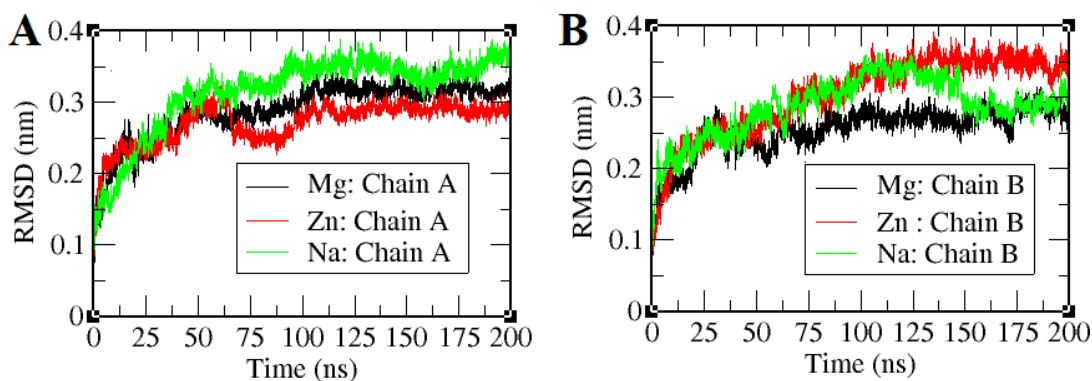 A
RMSD (nm)
0.4
0.3
0.2
0.1
0
Mg: Chain A
Zn: Chain A
Na: Chain A
0 25 50 75 100 125 150 175 200
Time (ns)
B
RMSD (nm)
0.4
0.3
0.2
0.1
0
Mg: Chain B
Zn : Chain B
Na: Chain B
0 25 50 75 100 125 150 175 200
Time (ns)